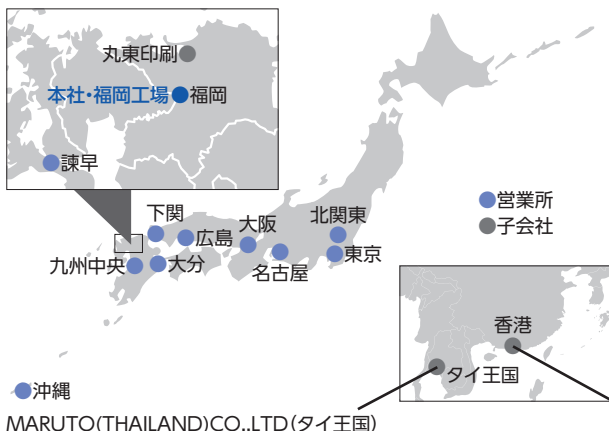 丸東印刷
本社・福岡工場
福岡
諫早
下関
広島
大阪
北関東
九州中央
大分
名古屋
東京
営業所
子会社
香港
タイ王国
沖縄
MARUTO(THAILAND)CO.,LTD(タイ王国)